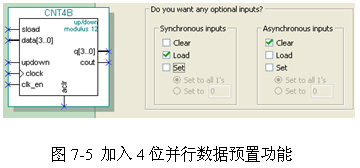 CNT4B
up/down
modulus 12
sload
data[3..0]
q[3..0]
updown
cout
clock
clk_en
aclr
Do you want any optional inputs?
Synchronous inputs
Clear
Load
Set
Set to all 1's
Set to 0
Asynchronous inputs
Clear
Load
Set
Set to all 1's
Set to 0
图 7-5 加入 4 位并行数据预置功能